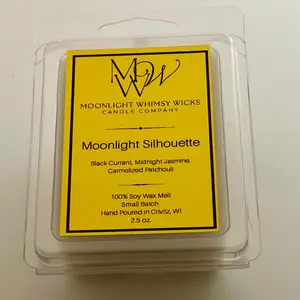 MWW
MOONLIGHT WHIMSY WICKS
CANDLE COMPANY
Moonlight Silhouette
Black Currant, Midnight Jasmine,
Carmelized Patchouli
100% Soy Wax Melt
Small Batch
Hand Poured in Crivitz, WI
2.5 oz.